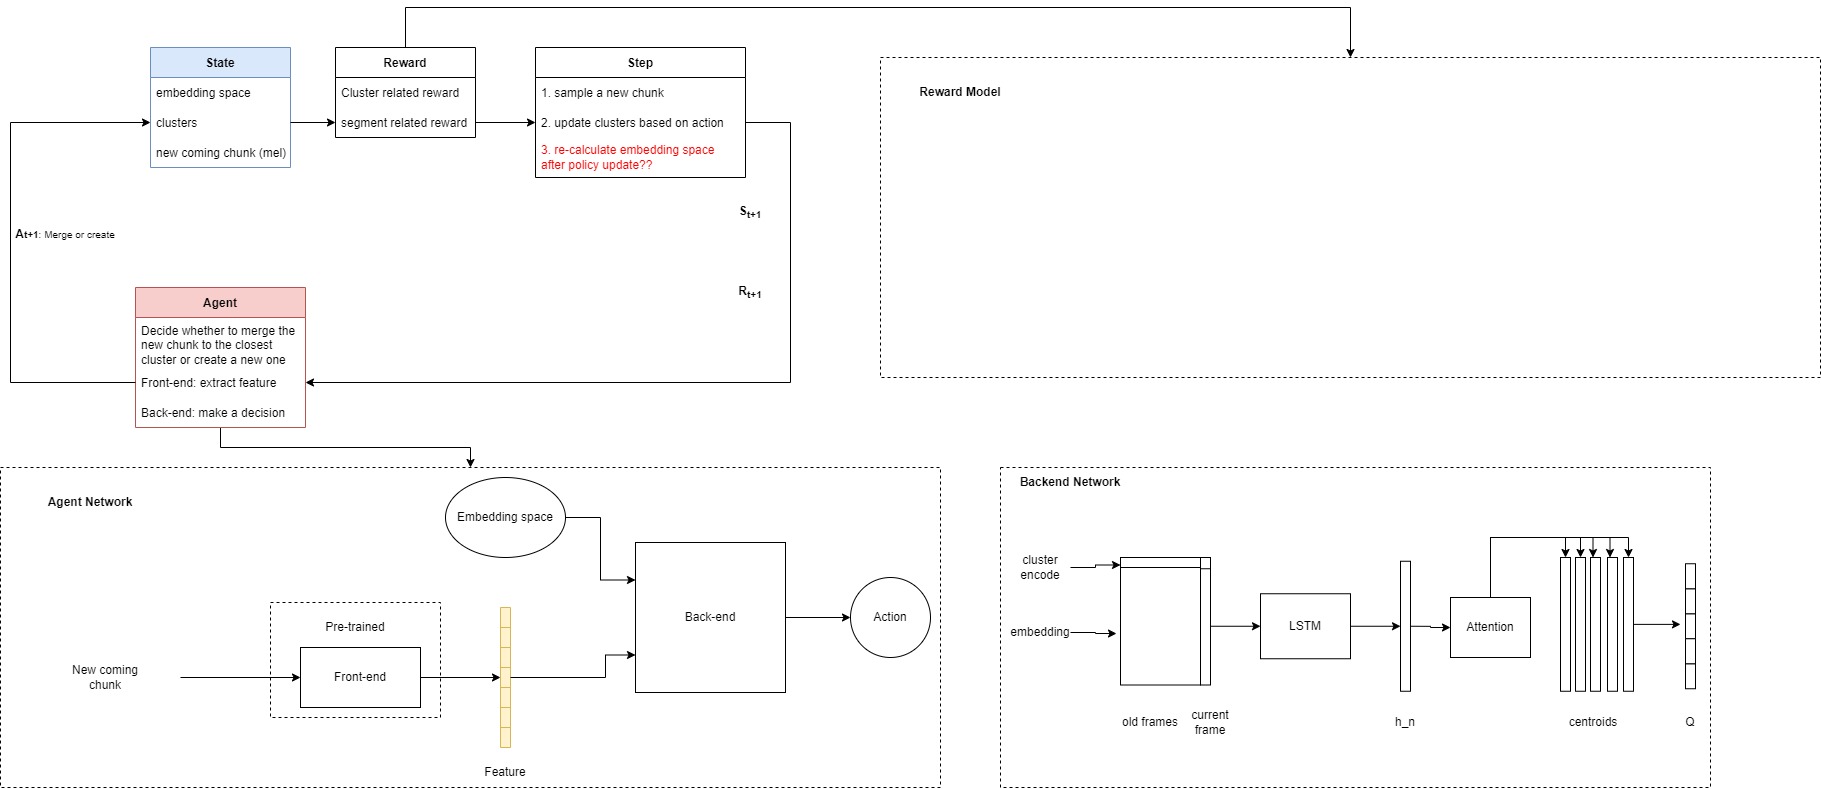 State
embedding space
clusters
new coming chunk (mel)
Reward
Cluster related reward
segment related reward
Step
1. sample a new chunk
2. update clusters based on action
3. re-calculate embedding space
after policy update??
Reward Model
St+1
At+1: Merge or create
Rt+1
Agent
Decide whether to merge the
new chunk to the closest
cluster or create a new one
Front-end: extract feature
Back-end: make a decision
Agent Network
Embedding space
Pre-trained
New coming
chunk
Front-end
Feature
Back-end
Action
Backend Network
cluster
encode
embedding
old frames
current
frame
LSTM
h_n
Attention
centroids
Q